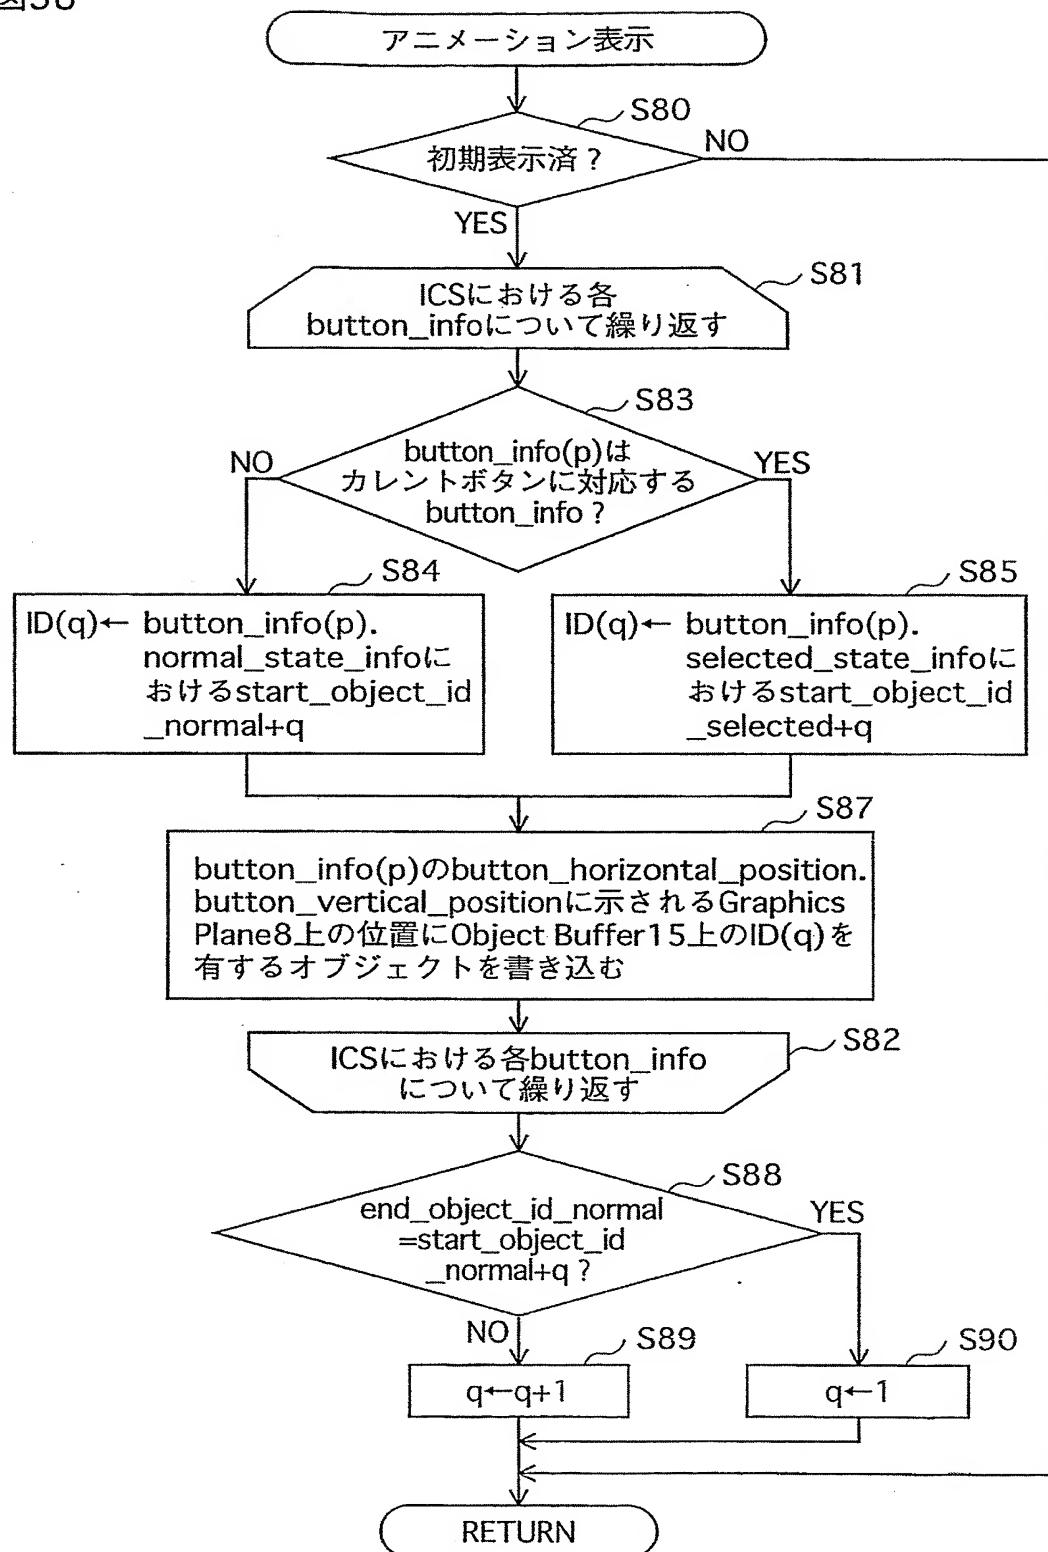 図38
アニメーション表示
S80
初期表示済？
NO
YES
S81
ICSにおける各
button_infoについて繰り返す
S83
button_info(p)は
カレントボタンに対応する
button_info？
NO
YES
S84
ID(q)← button_info(p).
normal_state_infoに
おけるstart_object_id
_normal+q
S85
ID(q)← button_info(p).
selected_state_infoに
おけるstart_object_id
_selected+q
S87
button_info(p)のbutton_horizontal_position.
button_vertical_positionに示されるGraphics
Plane8上の位置にObject Buffer15上のID(q)を
有するオブジェクトを書き込む
S82
ICSにおける各button_info
について繰り返す
S88
end_object_id_normal
=start_object_id
_normal+q？
YES
NO
S89
q←q+1
S90
q←1
RETURN